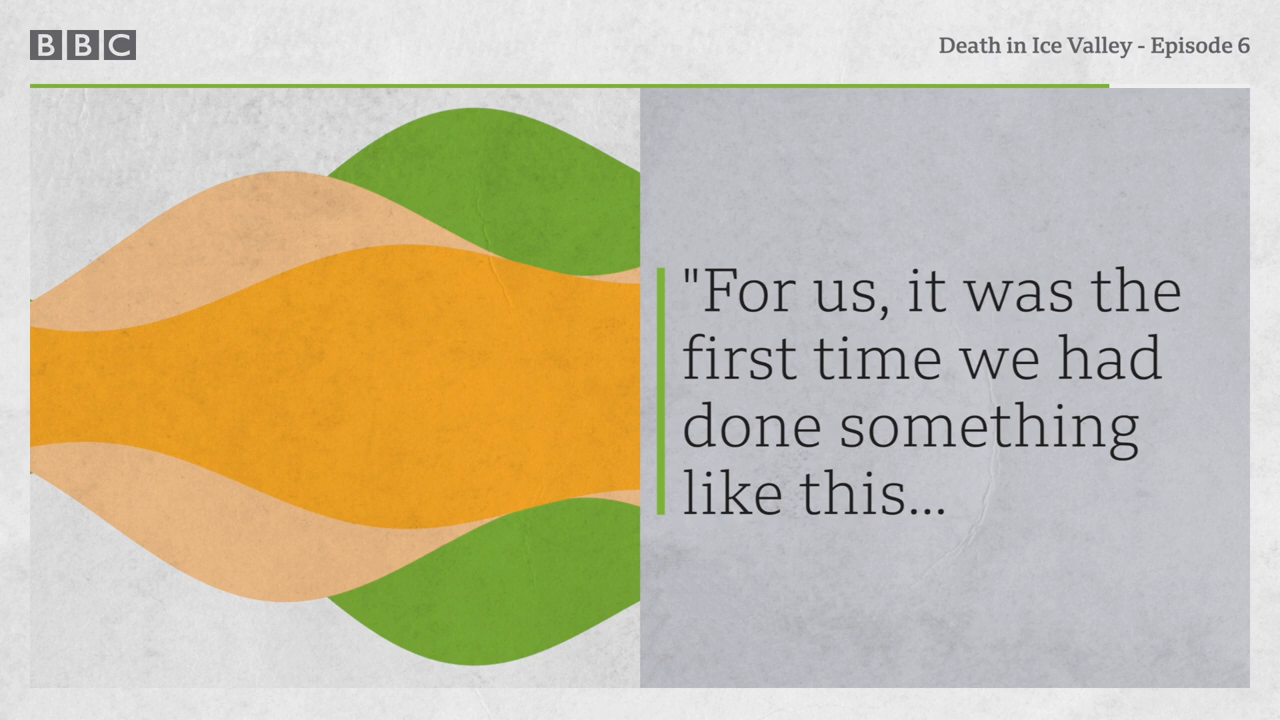 BBC
Death in Ice Valley - Episode 6
"For us, it was the
first time we had
done something
like this...